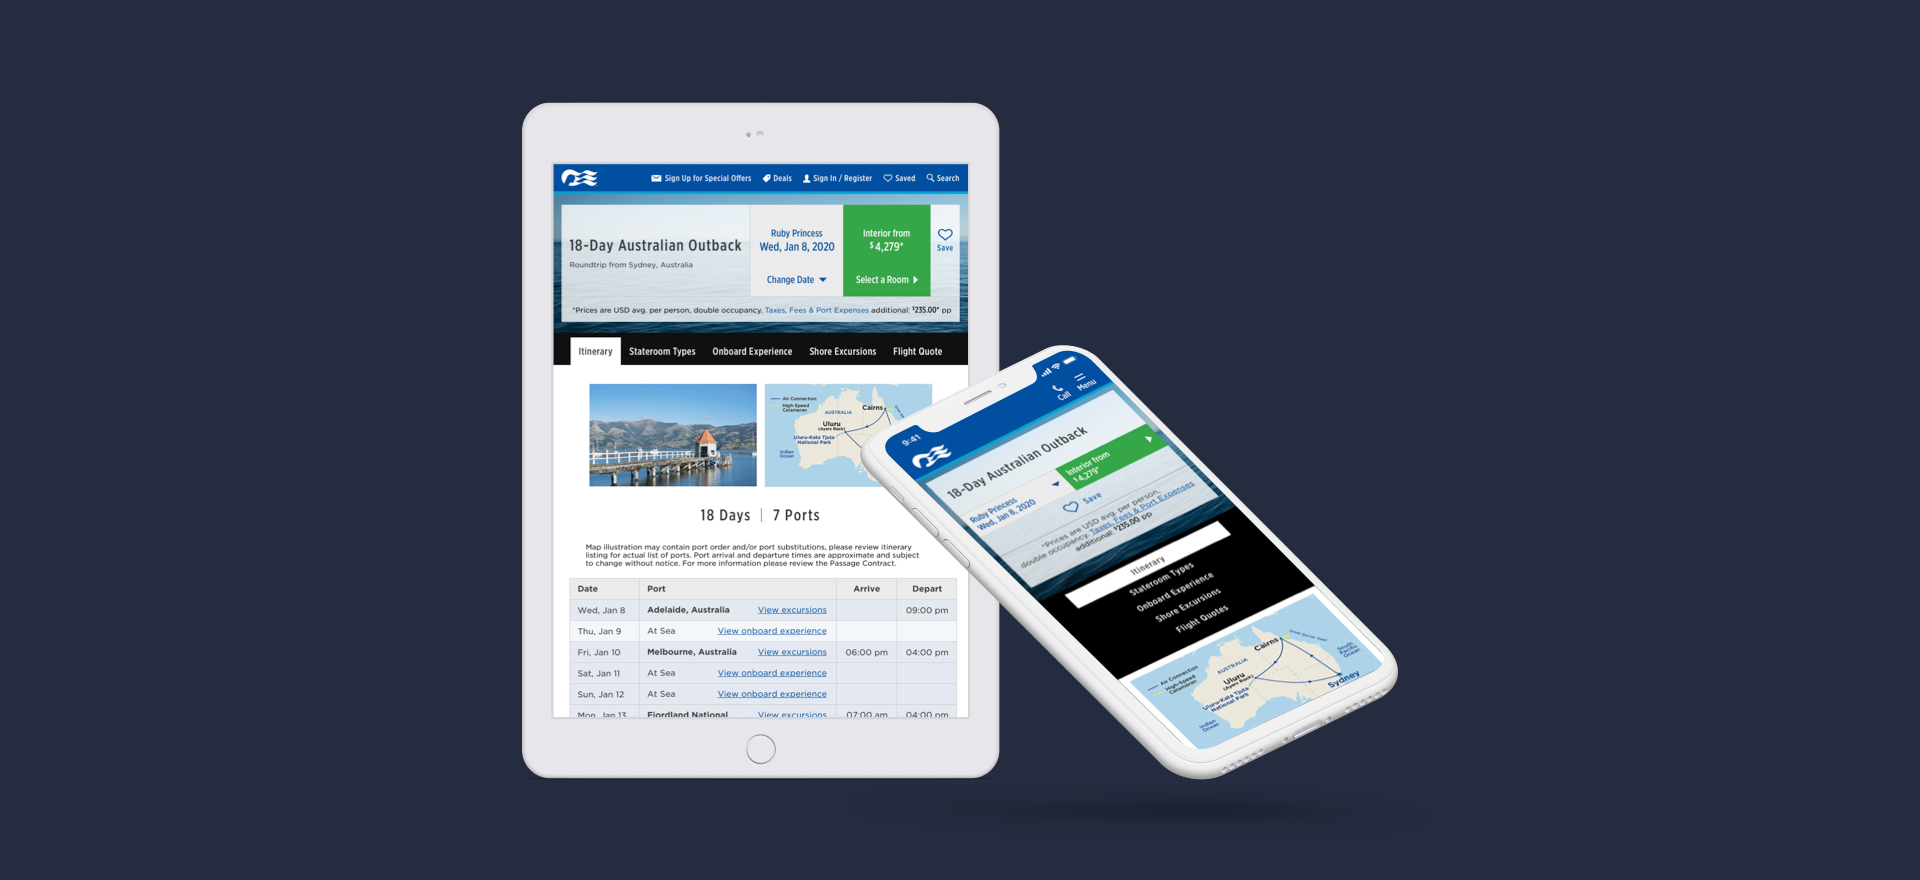 Sign Up for Special Offers Deals Sign In / Register Saved Search
18-Day Australian Outback
Roundtrip from Sydney, Australia
Ruby Princess
Wed, Jan 8, 2020
Change Date
Interior from
$4,279*
Select a Room
Save
*Prices are USD avg. per person, double occupancy. Taxes, Fees & Port Expenses additional: $235.00* pp
Itinerary Stateroom Types Onboard Experience Shore Excursions Flight Quote
Air Connection
High-Speed
Catamaran
AUSTRALIA
Cairns
Uluru
(Ayers Rock)
Uluru-Kata Tjuta
National Park
Indian
Ocean
18 Days | 7 Ports
Map illustration may contain port order and/or port substitutions, please review itinerary
listing for actual list of ports. Port arrival and departure times are approximate and subject
to change without notice. For more information please review the Passage Contract.
Date Port Arrive Depart
Wed, Jan 8 Adelaide, Australia View excursions 09:00 pm
Thu, Jan 9 At Sea View onboard experience
Fri, Jan 10 Melbourne, Australia View excursions 06:00 pm 04:00 pm
Sat, Jan 11 At Sea View onboard experience
Sun, Jan 12 At Sea View onboard experience
Mon, Jan 13 Fiordland National View excursions 07:00 am 04:00 pm
9:41
Call
Menu
18-Day Australian Outback
Ruby Princess
Wed, Jan 8, 2020
Interior from
$4,279*
Save
*Prices are USD avg. per person,
double occupancy. Taxes, Fees & Port Expenses
additional: $235.00 pp
Itinerary
Stateroom Types
Onboard Experience
Shore Excursions
Flight Quotes
Air Connection
High-Speed
Catamaran
AUSTRALIA
Cairns
Great Barrier Reef
South
Pacific
Ocean
Uluru
(Ayers Rock)
Uluru-Kata Tjuta
National Park
Sydney
Indian
Ocean